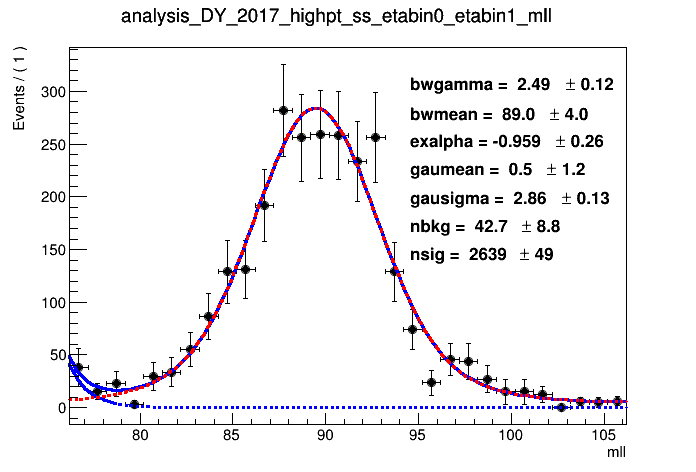 analysis_DY_2017_highpt_ss_etabin0_etabin1_mll
Events / ( 1 )
bwgamma = 2.49 ± 0.12
bwmean = 89.0 ± 4.0
exalpha = -0.959 ± 0.26
gaumean = 0.5 ± 1.2
gausigma = 2.86 ± 0.13
nbkg = 42.7 ± 8.8
nsig = 2639 ± 49
300
250
200
150
100
50
0
80 85 90 95 100 105
mll